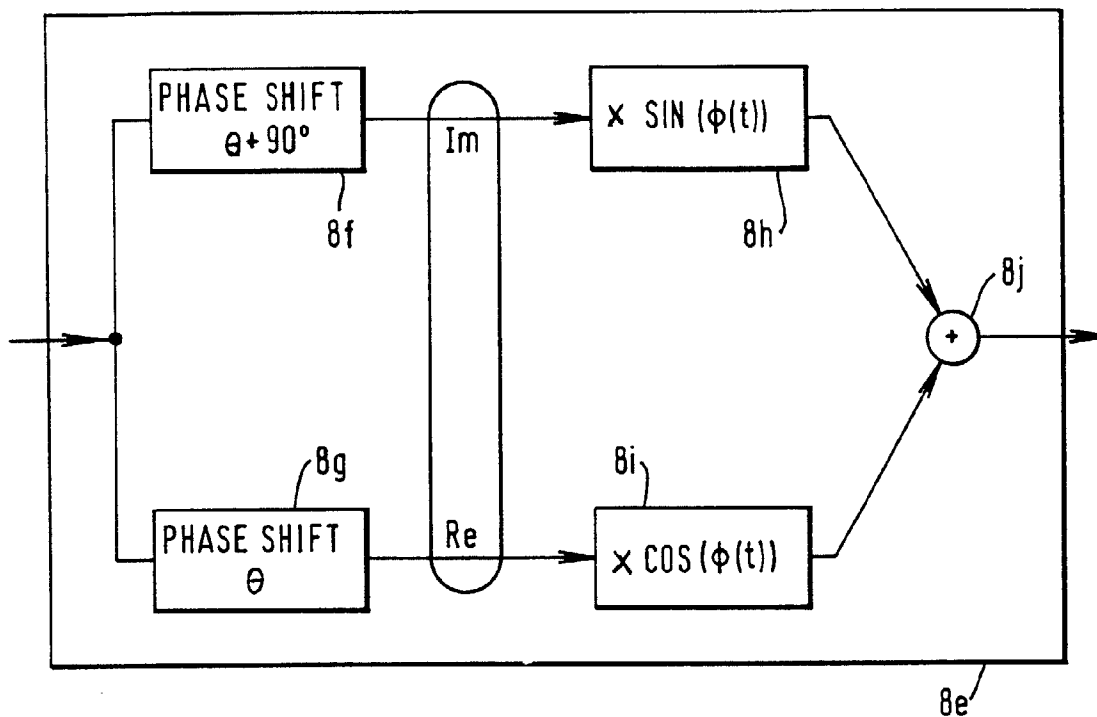 PHASE SHIFT
θ+90°
8f
Im
× SIN (ϕ(t))
8h
8j
+
8g
PHASE SHIFT
θ
Re
8i
× COS (ϕ(t))
8e